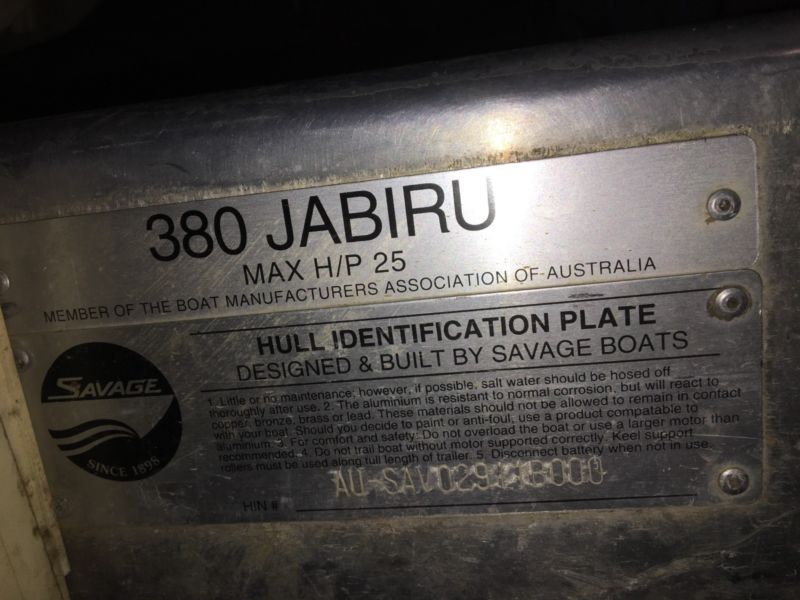 380 JABIRU
MAX H/P 25
MEMBER OF THE BOAT MANUFACTURERS ASSOCIATION OF AUSTRALIA
HULL IDENTIFICATION PLATE
DESIGNED & BUILT BY SAVAGE BOATS
SAVAGE
SINCE 1898
1. Little or no maintenance; however, if possible, salt water should be hosed off
thoroughly after use. 2. The aluminium is resistant to normal corrosion, but will react to
copper, bronze, brass or lead. These materials should not be allowed to remain in contact
with your boat. Should you decide to paint or anti-foul, use a product compatable to
aluminum. 3. For comfort and safety: Do not overload the boat or use a larger motor than
recommended. 4. Do not trail boat without motor supported correctly. Keel support
rollers must be used along full length of trailer. 5. Disconnect battery when not in use.
HIN #